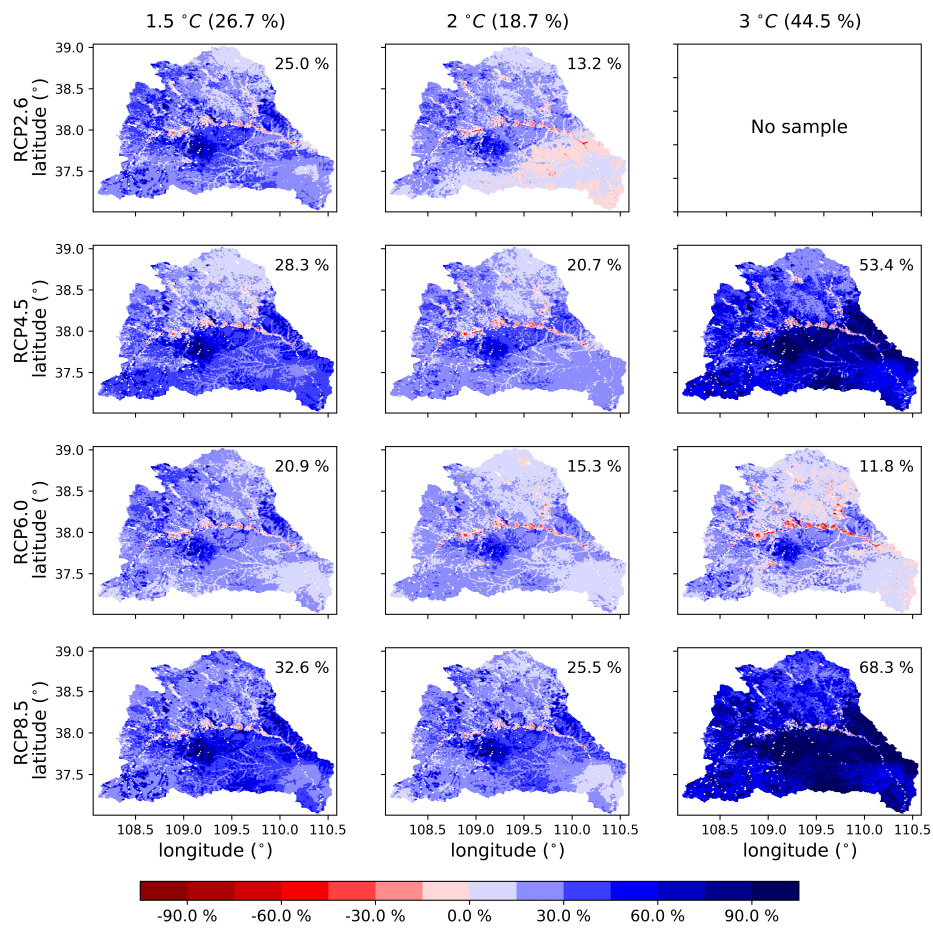 1.5 °C (26.7 %)
2 °C (18.7 %)
3 °C (44.5 %)
RCP2.6
latitude (°)
39.0
38.5
38.0
37.5
25.0 %
13.2 %
No sample
RCP4.5
latitude (°)
39.0
38.5
38.0
37.5
28.3 %
20.7 %
53.4 %
RCP6.0
latitude (°)
39.0
38.5
38.0
37.5
20.9 %
15.3 %
11.8 %
RCP8.5
latitude (°)
39.0
38.5
38.0
37.5
32.6 %
25.5 %
68.3 %
108.5 109.0 109.5 110.0 110.5
longitude (°)
108.5 109.0 109.5 110.0 110.5
longitude (°)
108.5 109.0 109.5 110.0 110.5
longitude (°)
-90.0 % -60.0 % -30.0 % 0.0 % 30.0 % 60.0 % 90.0 %